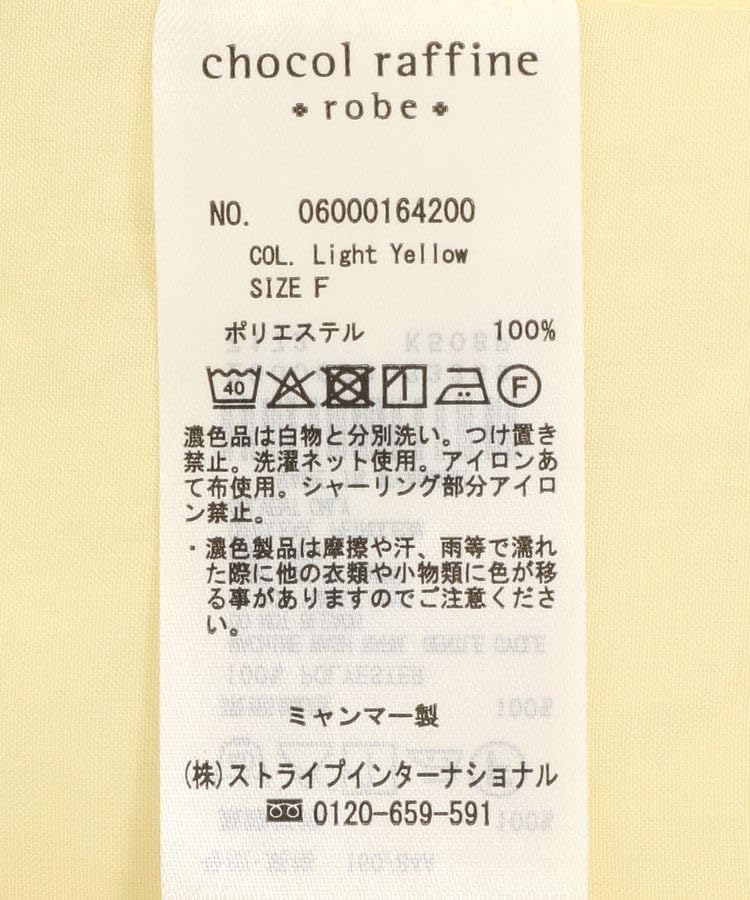 chocol raffine
robe
NO. 06000164200
COL. Light Yellow
SIZE F
ポリエステル 100%
40 F
濃色品は白物と分別洗い。つけ置き
禁止。洗濯ネット使用。アイロンあ
て布使用。シャーリング部分アイロ
ン禁止。
・濃色製品は摩擦や汗、雨等で濡れ
た際に他の衣類や小物類に色が移
る事がありますのでご注意くださ
い。
ミャンマー製
(株)ストライプインターナショナル
0120-659-591